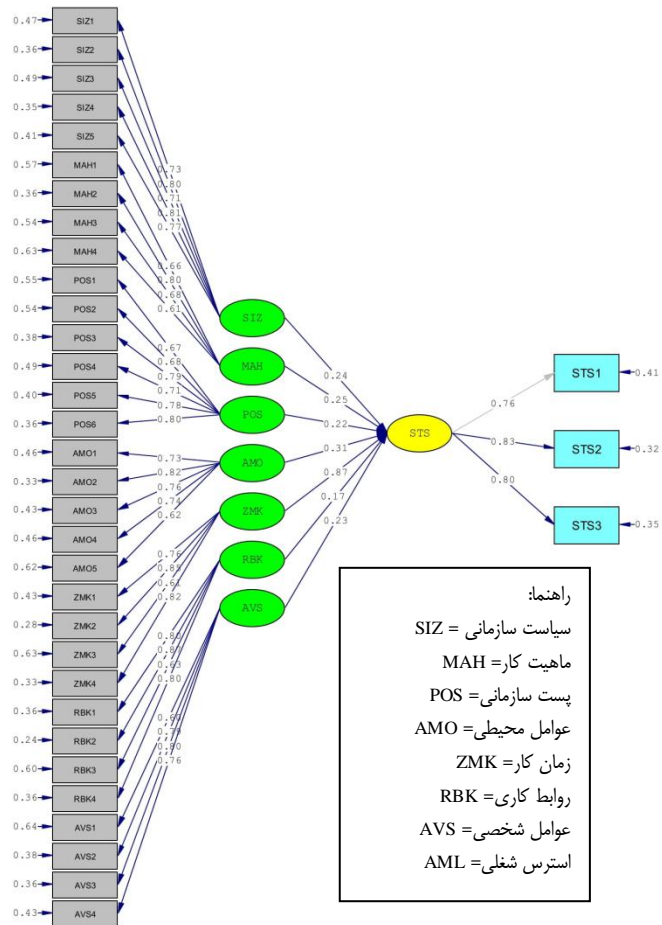 0.47 SIZ1
0.36 SIZ2
0.49 SIZ3
0.35 SIZ4
0.41 SIZ5
0.57 MAH1
0.36 MAH2
0.54 MAH3
0.63 MAH4
0.55 POS1
0.54 POS2
0.38 POS3
0.49 POS4
0.40 POS5
0.36 POS6
0.46 AMO1
0.33 AMO2
0.43 AMO3
0.46 AMO4
0.62 AMO5
0.43 ZMK1
0.28 ZMK2
0.63 ZMK3
0.33 ZMK4
0.36 RBK1
0.24 RBK2
0.60 RBK3
0.36 RBK4
0.64 AVS1
0.38 AVS2
0.36 AVS3
0.43 AVS4
0.73
0.80
0.71
0.81
0.77
0.66
0.80
0.68
0.61
0.67
0.68
0.79
0.71
0.78
0.80
0.73
0.82
0.76
0.74
0.62
0.76
0.85
0.61
0.82
0.80
0.87
0.63
0.80
0.79
0.80
0.76
SIZ
MAH
POS
AMO
ZMK
RBK
AVS
0.24
0.25
0.22
0.31
0.87
0.17
0.23
STS
0.76
0.83
0.80
STS1 0.41
STS2 0.32
STS3 0.35
راهنما:
سیاست سازمانی = SIZ
ماهیت کار= MAH
پست سازمانی= POS
عوامل محیطی= AMO
زمان کار= ZMK
روابط کاری= RBK
عوامل شخصی= AVS
استرس شغلی= AML